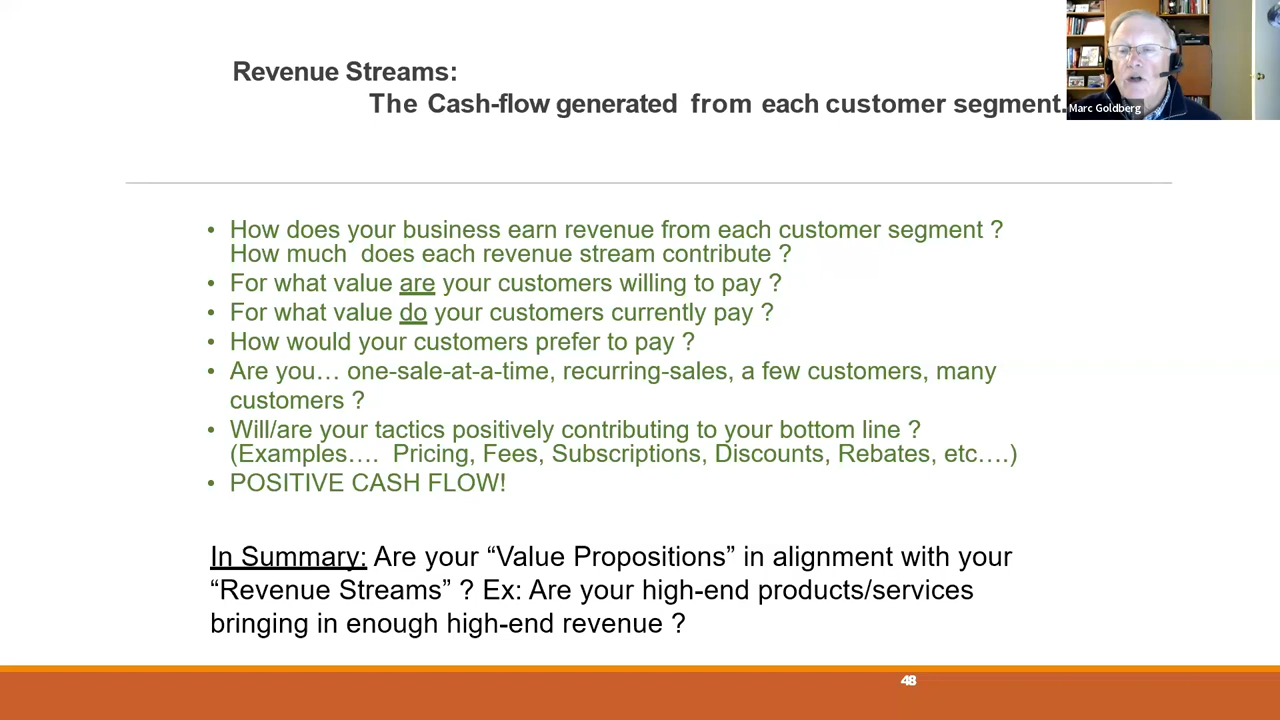 Revenue Streams:
The Cash-flow generated from each customer segment.
Marc Goldberg
• How does your business earn revenue from each customer segment ?
How much does each revenue stream contribute ?
• For what value are your customers willing to pay ?
• For what value do your customers currently pay ?
• How would your customers prefer to pay ?
• Are you… one-sale-at-a-time, recurring-sales, a few customers, many
customers ?
• Will/are your tactics positively contributing to your bottom line ?
(Examples…. Pricing, Fees, Subscriptions, Discounts, Rebates, etc….)
• POSITIVE CASH FLOW!
In Summary: Are your “Value Propositions” in alignment with your
“Revenue Streams” ? Ex: Are your high-end products/services
bringing in enough high-end revenue ?
48